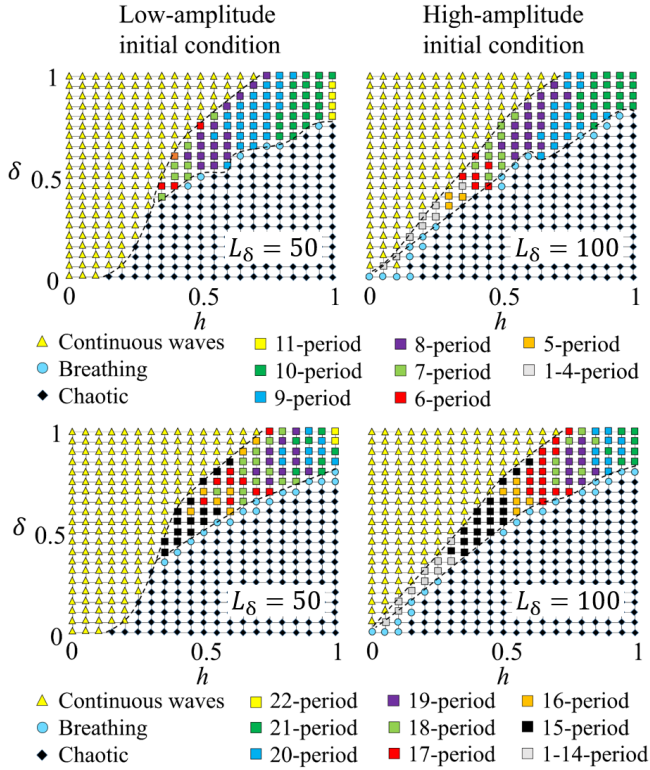 Low-amplitude
initial condition
High-amplitude
initial condition
1
δ
0.5
0
0
0.5
1
h
L_δ = 50
1
0.5
0
0
0.5
1
h
L_δ = 100
Continuous waves
Breathing
Chaotic
11-period
10-period
9-period
8-period
7-period
6-period
5-period
1-4-period
1
δ
0.5
0
0
0.5
1
h
L_δ = 50
1
0.5
0
0
0.5
1
h
L_δ = 100
Continuous waves
Breathing
Chaotic
22-period
21-period
20-period
19-period
18-period
17-period
16-period
15-period
1-14-period